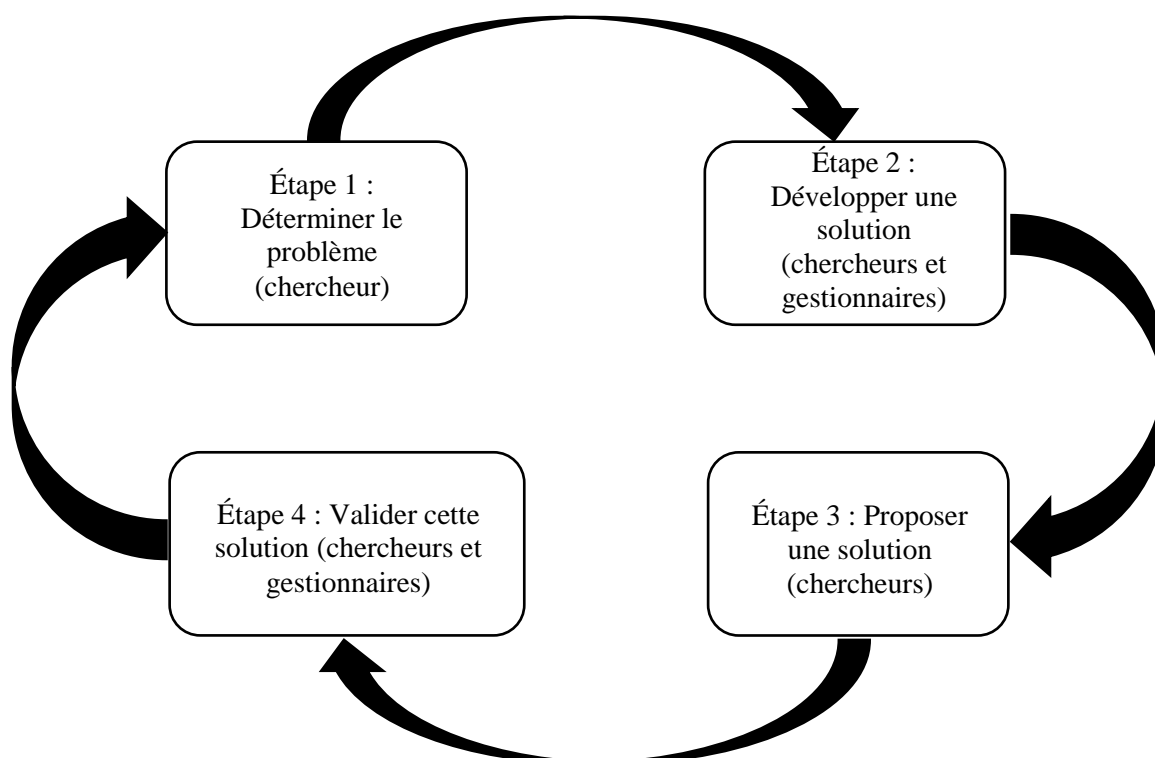 Étape 1 :
Déterminer le
problème
(chercheur)
Étape 2 :
Développer une
solution
(chercheurs et
gestionnaires)
Étape 3 : Proposer
une solution
(chercheurs)
Étape 4 : Valider cette
solution (chercheurs et
gestionnaires)